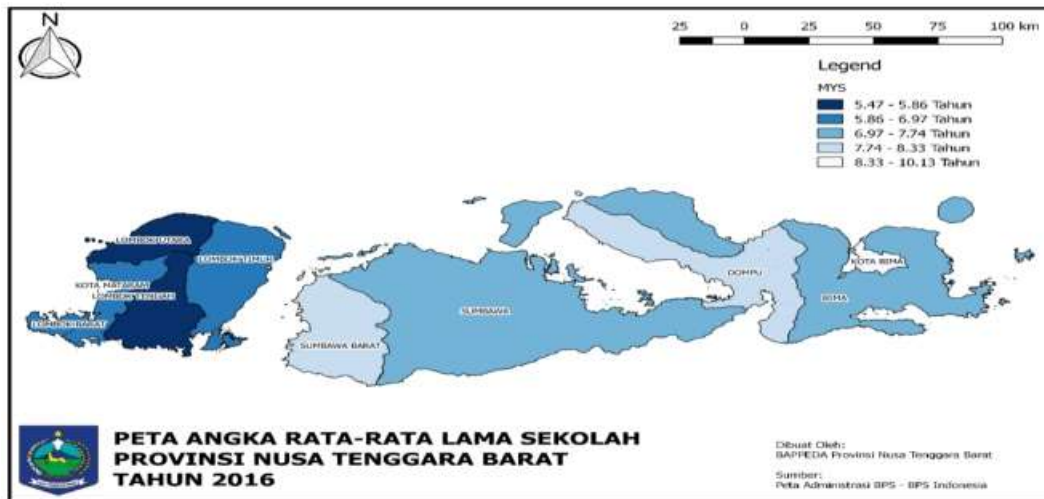 N
25 0 25 50 75 100 km
Legend
MYS
5.47 - 5.86 Tahun
5.86 - 6.97 Tahun
6.97 - 7.74 Tahun
7.74 - 8.33 Tahun
8.33 - 10.13 Tahun
LOMBOK UTARA
LOMBOK TIMUR
KOTA MATARAM
LOMBOK TENGAH
LOMBOK BARAT
SUMBAWA BARAT
SUMBAWA
DOMPU
KOTA BIMA
BIMA
PETA ANGKA RATA-RATA LAMA SEKOLAH
PROVINSI NUSA TENGGARA BARAT
TAHUN 2016
Dibuat Oleh:
BAPPEDA Provinsi Nusa Tenggara Barat
Sumber:
Peta Administrasi BPS - BPS Indonesia